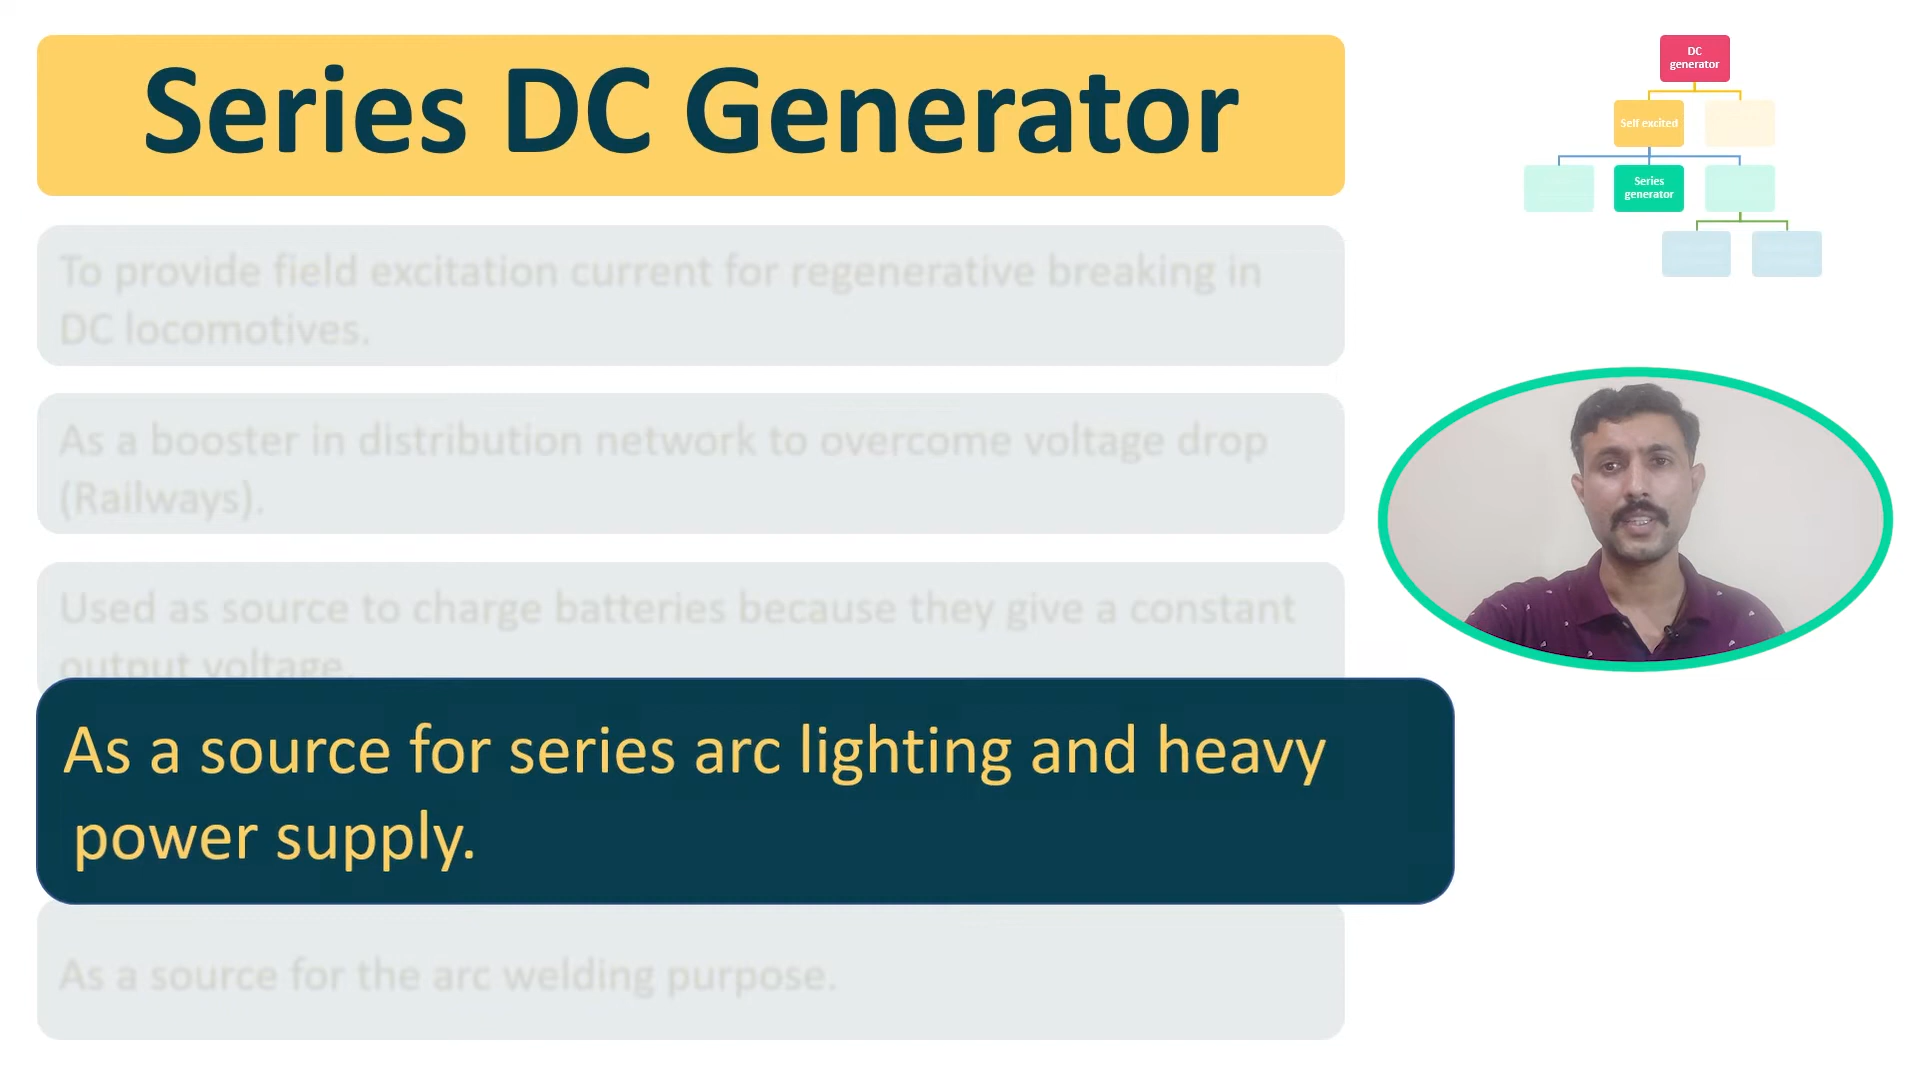 Series DC Generator
To provide field excitation current for regenerative breaking in
DC locomotives.
As a booster in distribution network to overcome voltage drop
(Railways).
Used as source to charge batteries because they give a constant
output voltage.
As a source for series arc lighting and heavy
power supply.
As a source for the arc welding purpose.
DC
generator
Self excited
Series
generator